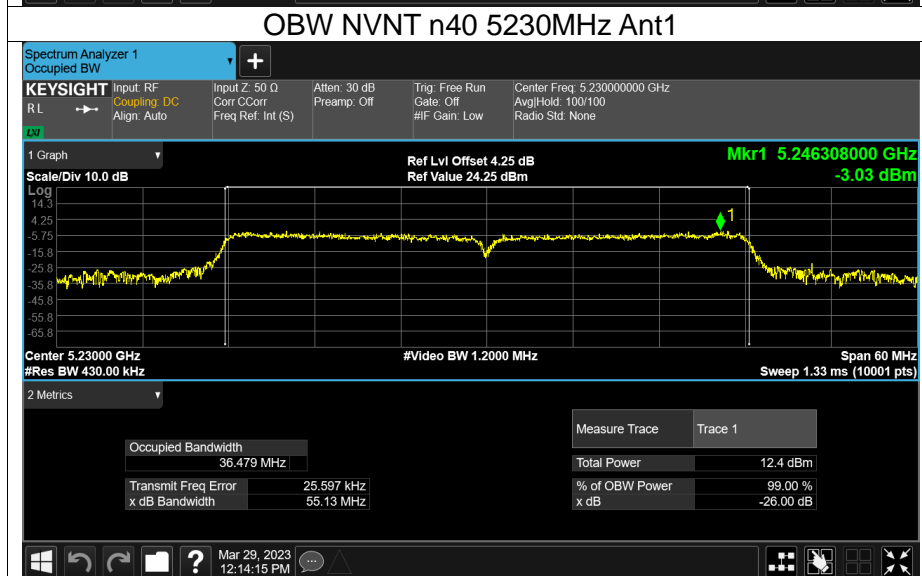 OBW NVNT n40 5230MHz Ant1
Spectrum Analyzer 1
Occupied BW
+
KEYSIGHT Input: RF Input Z: 50 Ω Atten: 30 dB Trig: Free Run Center Freq: 5.230000000 GHz
RL Coupling: DC Corr CCorr Preamp: Off Gate: Off Avg|Hold: 100/100
Align: Auto Freq Ref: Int (S) #IF Gain: Low Radio Std: None
LXI
1 Graph Ref Lvl Offset 4.25 dB Mkr1 5.246308000 GHz
Scale/Div 10.0 dB Ref Value 24.25 dBm -3.03 dBm
Log
14.3
4.25
-5.75
-15.8
-25.8
-35.8
-45.8
-55.8
-65.8
1
Center 5.23000 GHz #Video BW 1.2000 MHz Span 60 MHz
#Res BW 430.00 kHz Sweep 1.33 ms (10001 pts)
2 Metrics
Measure Trace Trace 1
Occupied Bandwidth
36.479 MHz Total Power 12.4 dBm
Transmit Freq Error 25.597 kHz % of OBW Power 99.00 %
x dB Bandwidth 55.13 MHz x dB -26.00 dB
? Mar 29, 2023
12:14:15 PM